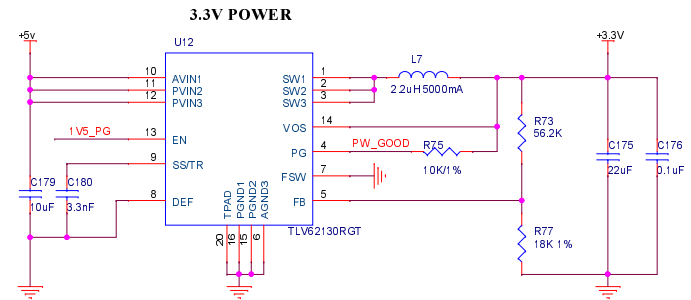 3.3V POWER
+5v
+3.3V
U12
L7
2.2uH 5000mA
10 AVIN1
11 PVIN2
12 PVIN3
13 EN
1V5_PG
9 SS/TR
8 DEF
SW1 1
SW2 2
SW3 3
VOS 14
PG 4
PW_GOOD
FSW 7
FB 5
R75
10K/1%
R73
56.2K
R77
18K 1%
C175
22uF
C176
0.1uF
C179
10uF
C180
3.3nF
TPAD
PGND1
PGND2
AGND3
20
16
15
6
TLV62130RGT